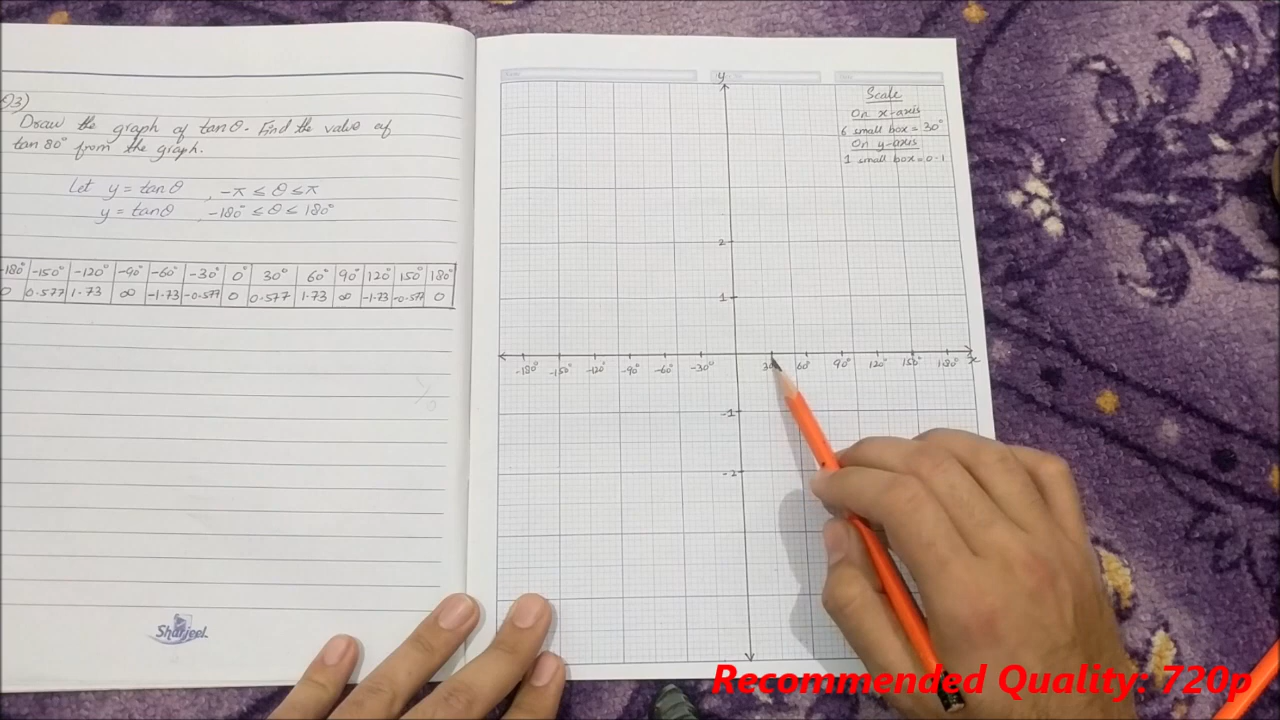 Q3)
Draw the graph of tanθ. Find the value of
tan 80° from the graph.
Let y = tanθ , -π ≤ θ ≤ π
y = tanθ , -180° ≤ θ ≤ 180°
-180° -150° -120° -90° -60° -30° 0° 30° 60° 90° 120° 150° 180°
0 0.577 1.73 ∞ -1.73 -0.577 0 0.577 1.73 ∞ -1.73 -0.577 0
Sharjeel
y
Scale
On x-axis
6 small box = 30°
On y-axis
1 small box = 0.1
2
1
-180° -150° -120° -90° -60° -30° 30° 60° 90° 120° 150° 180° x
-1
-2
Recommended Quality: 720p